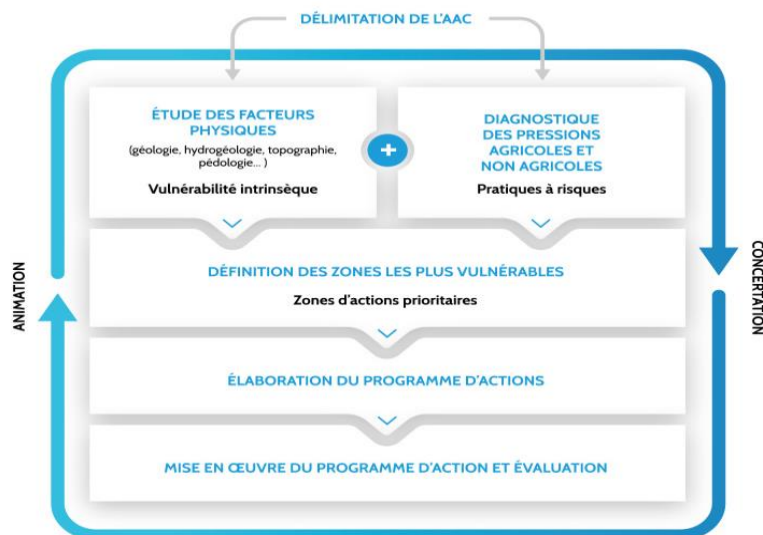 DÉLIMITATION DE L'AAC
ÉTUDE DES FACTEURS
PHYSIQUES
(géologie, hydrogéologie, topographie,
pédologie... )
Vulnérabilité intrinsèque
+
DIAGNOSTIQUE
DES PRESSIONS
AGRICOLES ET
NON AGRICOLES
Pratiques à risques
DÉFINITION DES ZONES LES PLUS VULNÉRABLES
Zones d'actions prioritaires
ÉLABORATION DU PROGRAMME D'ACTIONS
MISE EN ŒUVRE DU PROGRAMME D'ACTION ET ÉVALUATION
ANIMATION
CONCERTATION